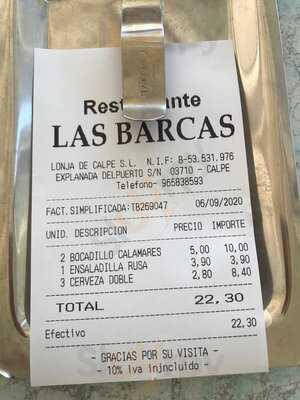 Restaurante
LAS BARCAS
LONJA DE CALPE S.L. N.I.F: B-53.531.976
EXPLANADA DELPUERTO S/N 03710 - CALPE
Telefono- 965838593
FACT.SIMPLIFICADA:TB269047 06/09/2020
UNID. DESCRIPCION PRECIO IMPORTE
2 BOCADILLO CALAMARES 5,00 10,00
1 ENSALADILLA RUSA 3,90 3,90
3 CERVEZA DOBLE 2,80 8,40
TOTAL 22,30
Efectivo 22,30
- GRACIAS POR SU VISITA -
- 10% Iva injncluido -